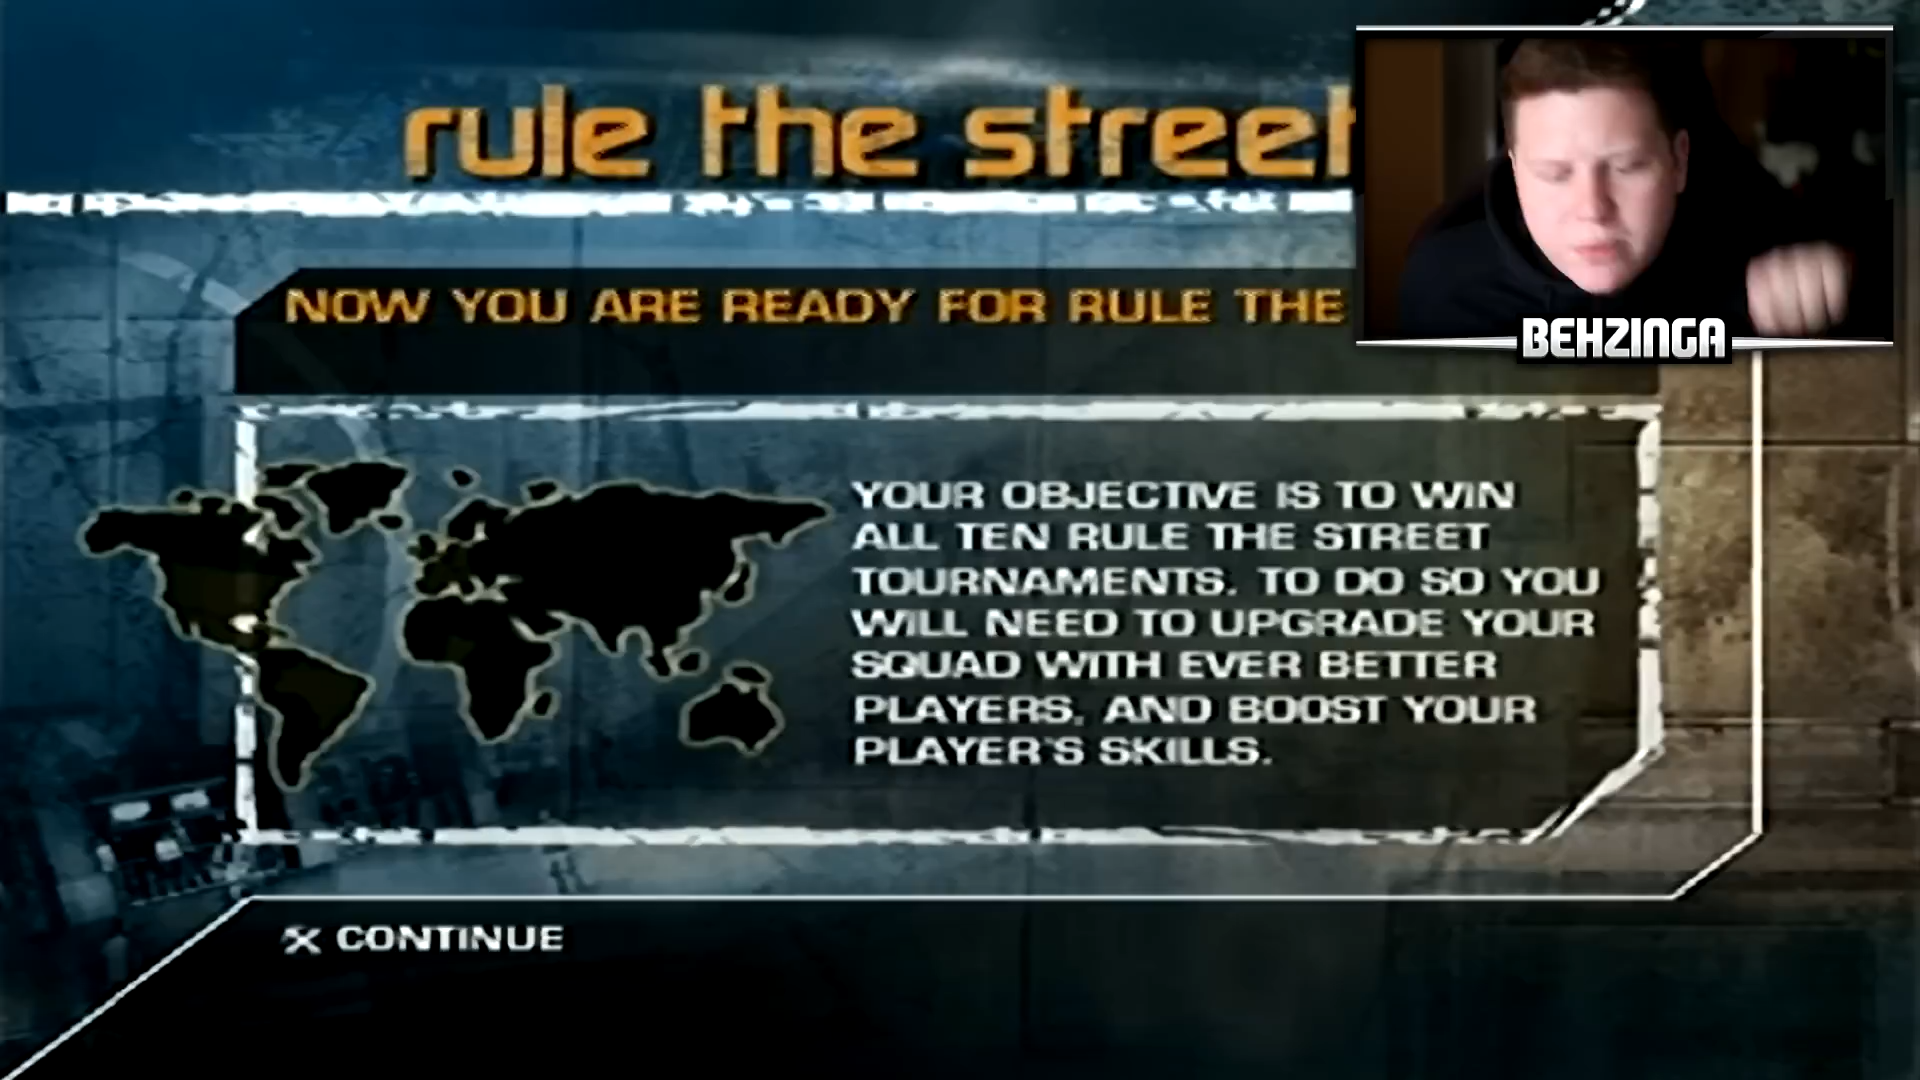 rule the street
NOW YOU ARE READY FOR RULE THE
BEHZINGA
YOUR OBJECTIVE IS TO WIN
ALL TEN RULE THE STREET
TOURNAMENTS. TO DO SO YOU
WILL NEED TO UPGRADE YOUR
SQUAD WITH EVER BETTER
PLAYERS, AND BOOST YOUR
PLAYER'S SKILLS.
X CONTINUE